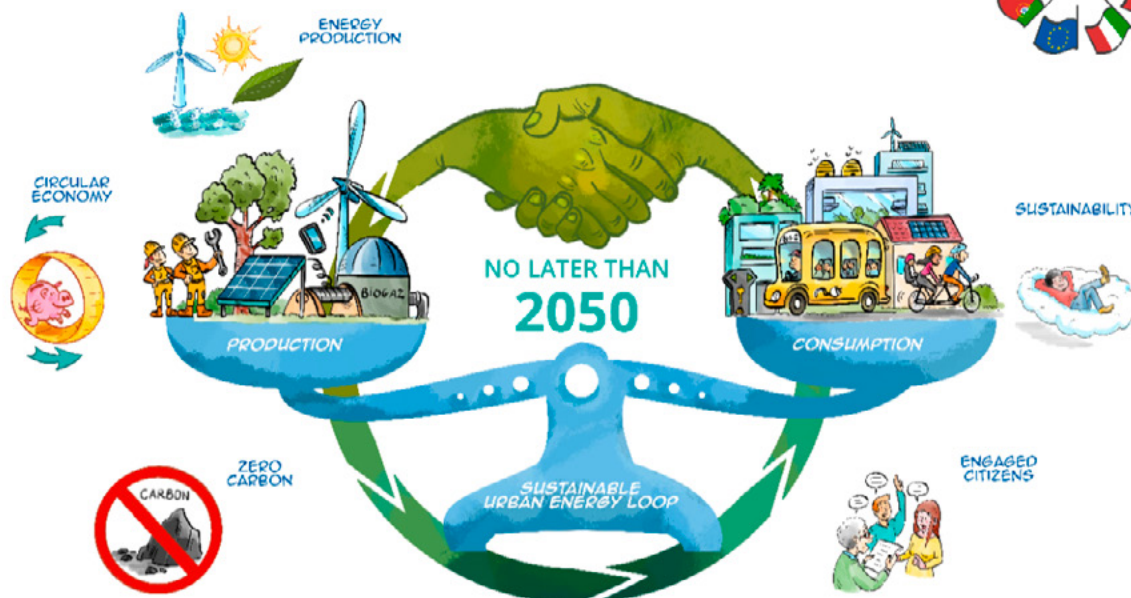 ENERGY
PRODUCTION
CIRCULAR
ECONOMY
SUSTAINABILITY
NO LATER THAN
2050
BIOGAZ
PRODUCTION
CONSUMPTION
ZERO
CARBON
CARBON
SUSTAINABLE
URBAN ENERGY LOOP
ENGAGED
CITIZENS